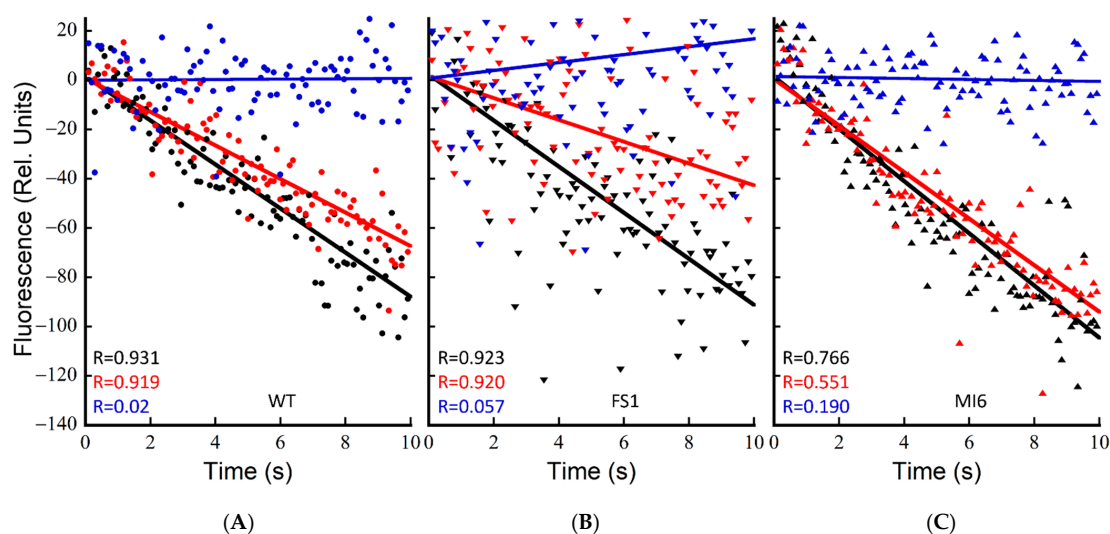 Fluorescence (Rel. Units)
20
0
−20
−40
−60
−80
−100
−120
−140
R=0.931
R=0.919
R=0.02
WT
0 2 4 6 8 10
Time (s)
(A)
R=0.923
R=0.920
R=0.057
FS1
0 2 4 6 8 10
Time (s)
(B)
R=0.766
R=0.551
R=0.190
MI6
0 2 4 6 8 10
Time (s)
(C)